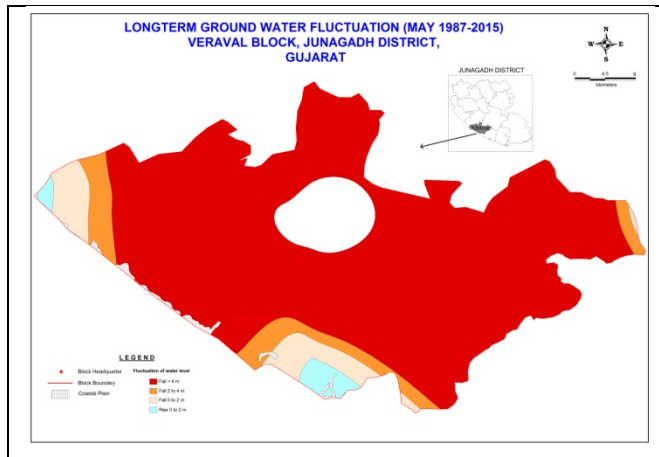 LONGTERM GROUND WATER FLUCTUATION (MAY 1987-2015)
VERAVAL BLOCK, JUNAGADH DISTRICT,
GUJARAT
N
W E
S
0 4.5 9
kilometers
JUNAGADH DISTRICT
LEGEND
Block Headquarter
Block Boundary
Coastal Plain
Fluctuation of water level
Fall > 4 m
Fall 2 to 4 m
Fall 0 to 2 m
Rise 0 to 2 m